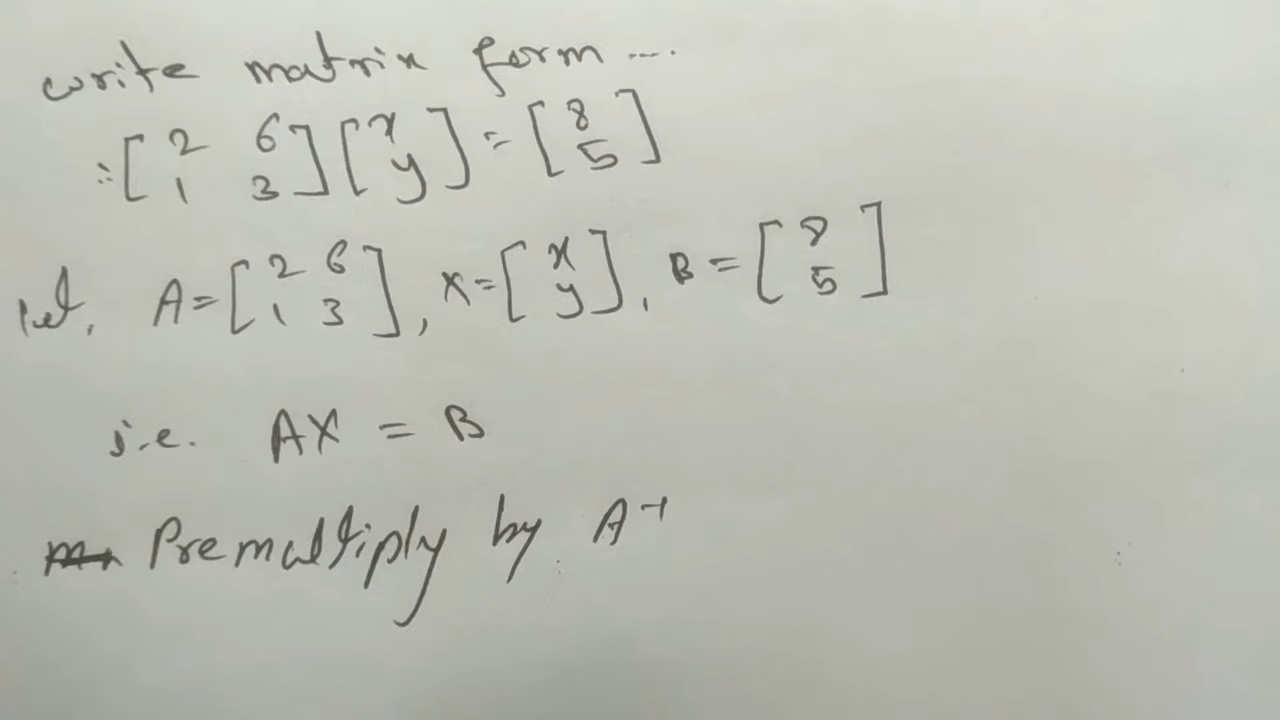 write matrix form ....
∴ [ 2 6 1 3 ] [ x y ] = [ 8 5 ]
let, A = [ 2 6 1 3 ], X = [ x y ], B = [ 8 5 ]
i.e. AX = B
Premultiply by A⁻¹